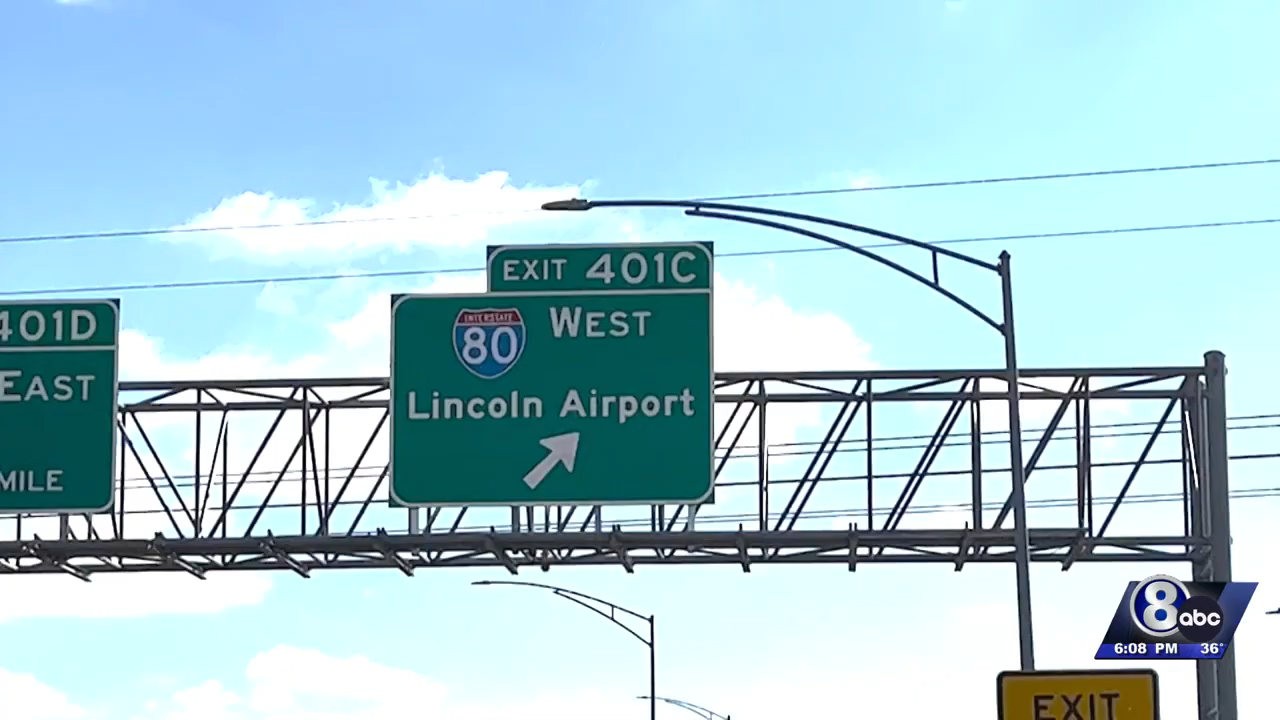 401D
EAST
MILE
EXIT 401C
INTERSTATE
80
WEST
Lincoln Airport
8
abc
6:08 PM 36°
EXIT